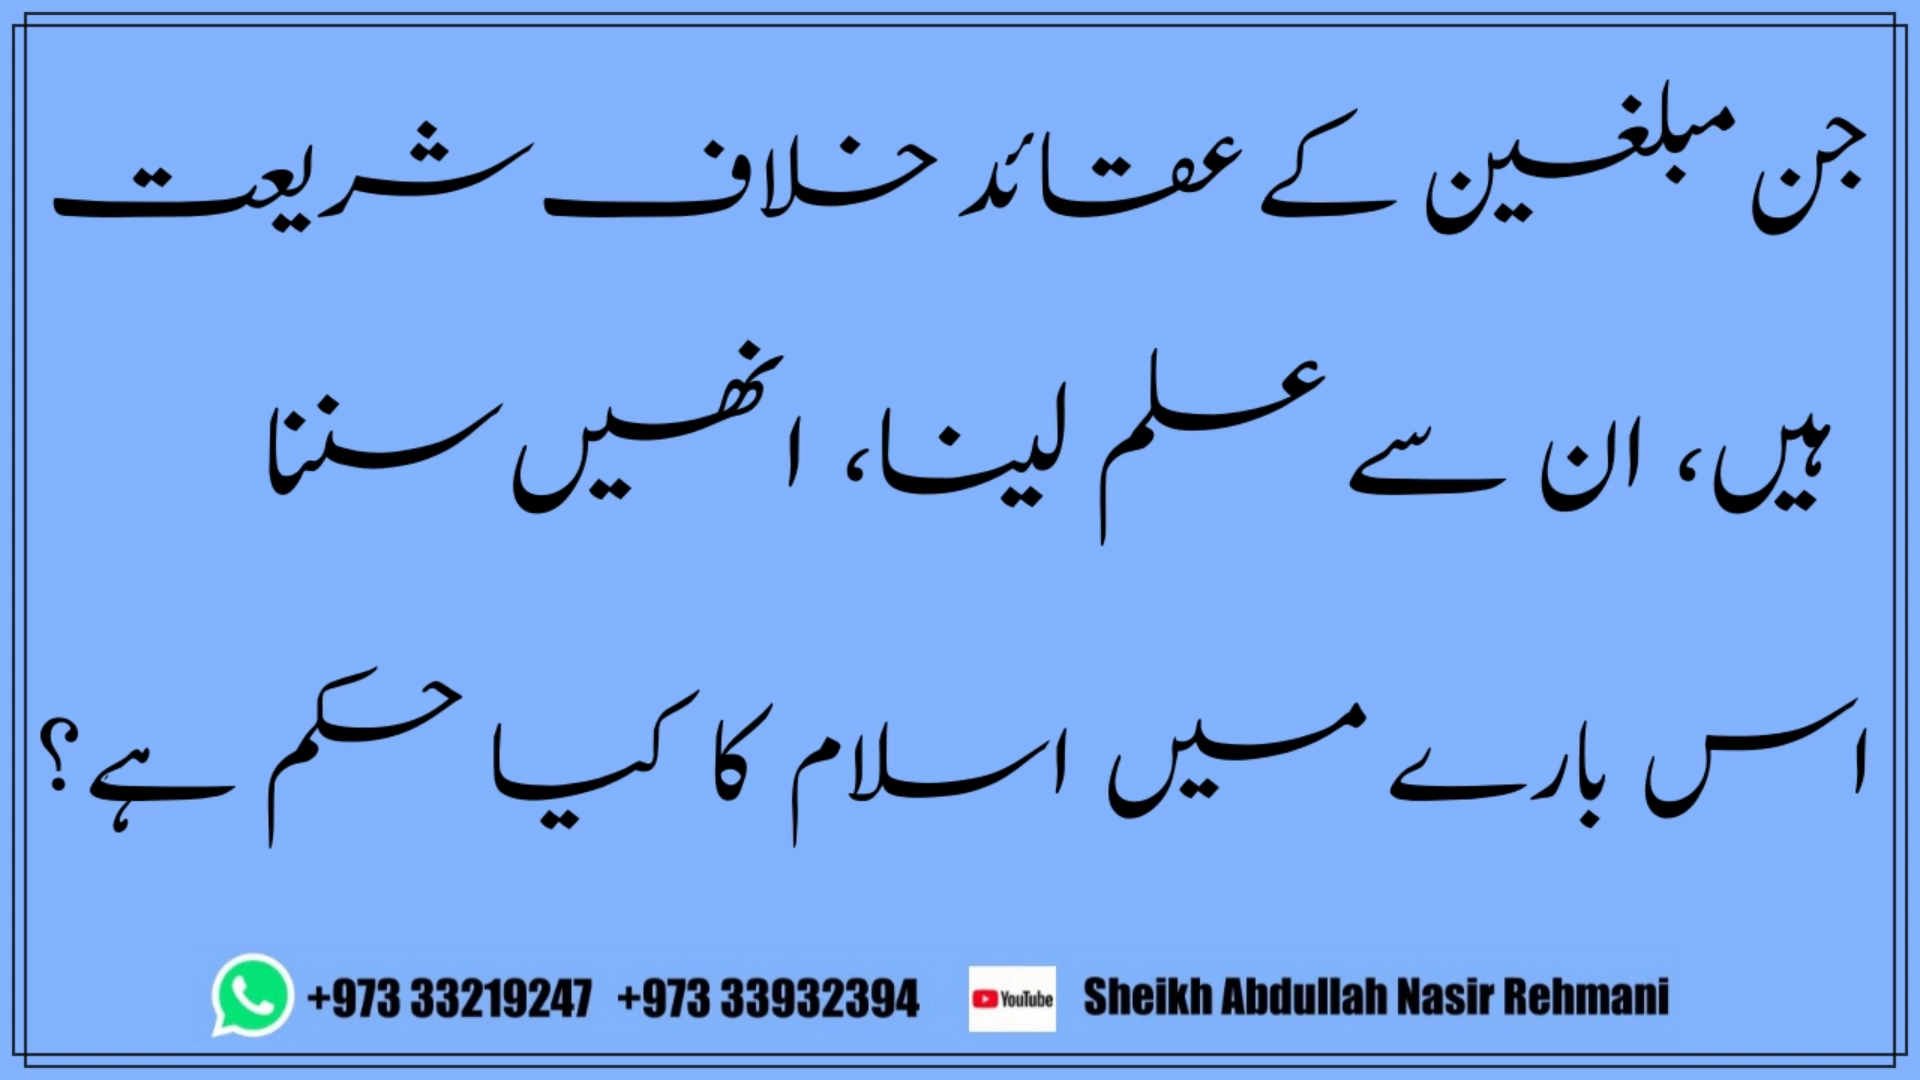 جن مبلغین کے عقائد خلاف شریعت
ہیں، ان سے علم لینا، انھیں سننا
اس بارے میں اسلام کا کیا حکم ہے؟
+973 33219247 +973 33932394 YouTube Sheikh Abdullah Nasir Rehmani